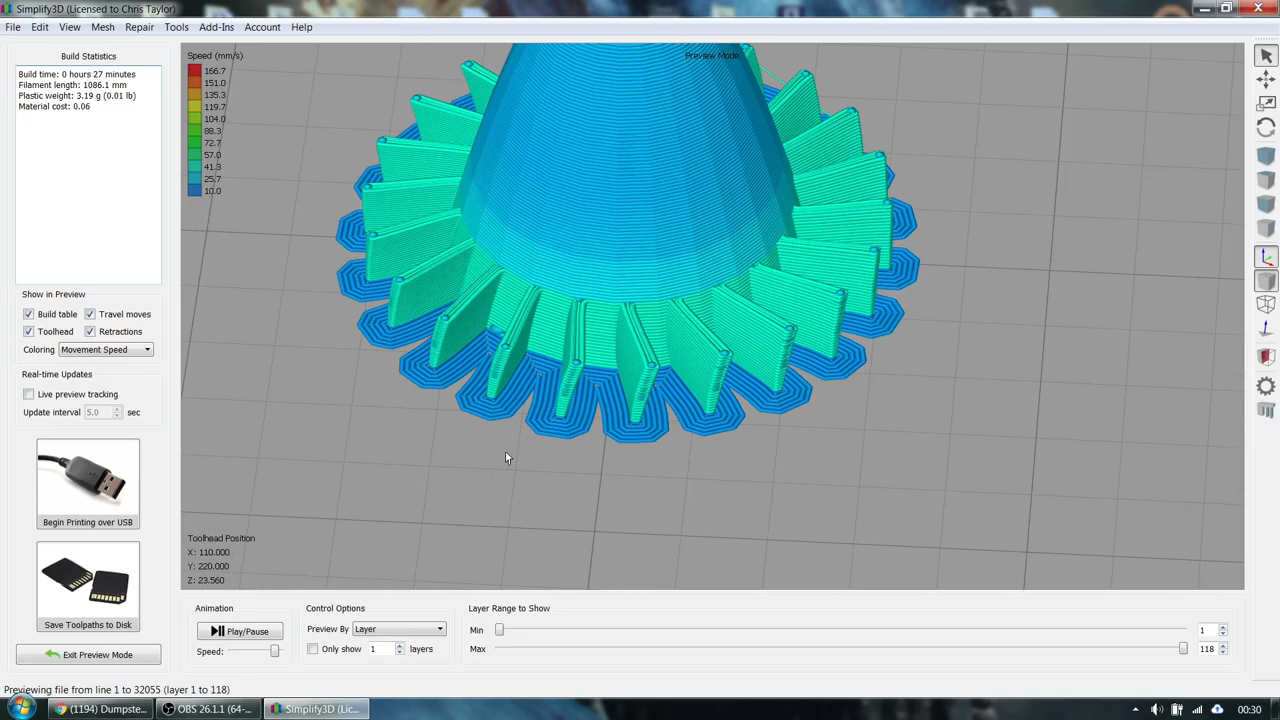 Simplify3D (Licensed to Chris Taylor)
File Edit View Mesh Repair Tools Add-Ins Account Help
Build Statistics
Build time: 0 hours 27 minutes
Filament length: 1086.1 mm
Plastic weight: 3.19 g (0.01 lb)
Material cost: 0.06
Speed (mm/s)
Preview Mode
166.7
151.0
135.3
119.7
104.0
88.3
72.7
57.0
41.3
25.7
10.0
Show in Preview
Build table Travel moves
Toolhead Retractions
Coloring Movement Speed
Real-time Updates
Live preview tracking
Update interval 5.0 sec
Begin Printing over USB
Save Toolpaths to Disk
Exit Preview Mode
Toolhead Position
X: 110.000
Y: 220.000
Z: 23.560
Animation
Play/Pause
Speed:
Control Options
Preview By Layer
Only show 1 layers
Layer Range to Show
Min 1
Max 118
Previewing file from line 1 to 32055 (layer 1 to 118)
(1194) Dumpste... OBS 26.1.1 (64-... Simplify3D (Lic... 00:30